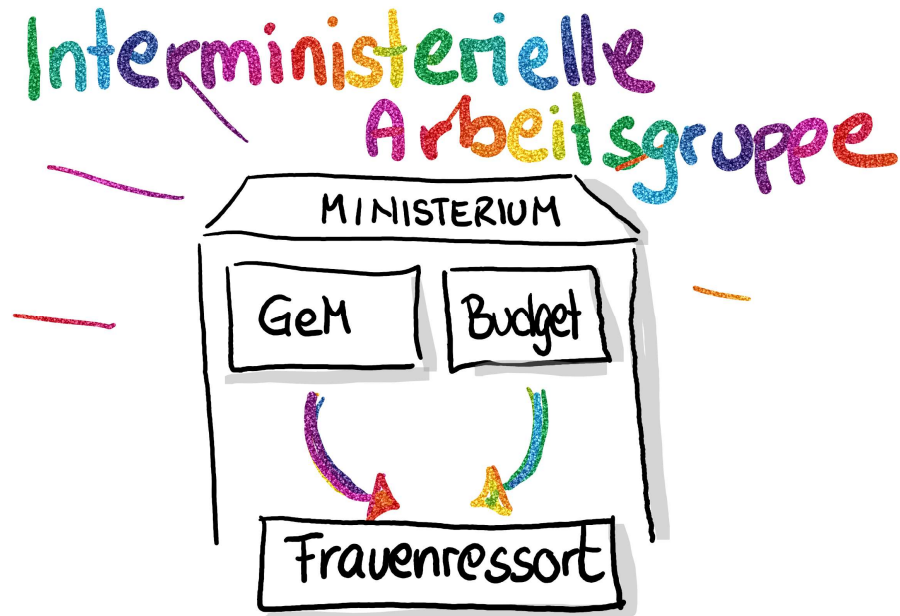 Interministerielle
Arbeitsgruppe
MINISTERIUM
GeM Budget
Frauenressort